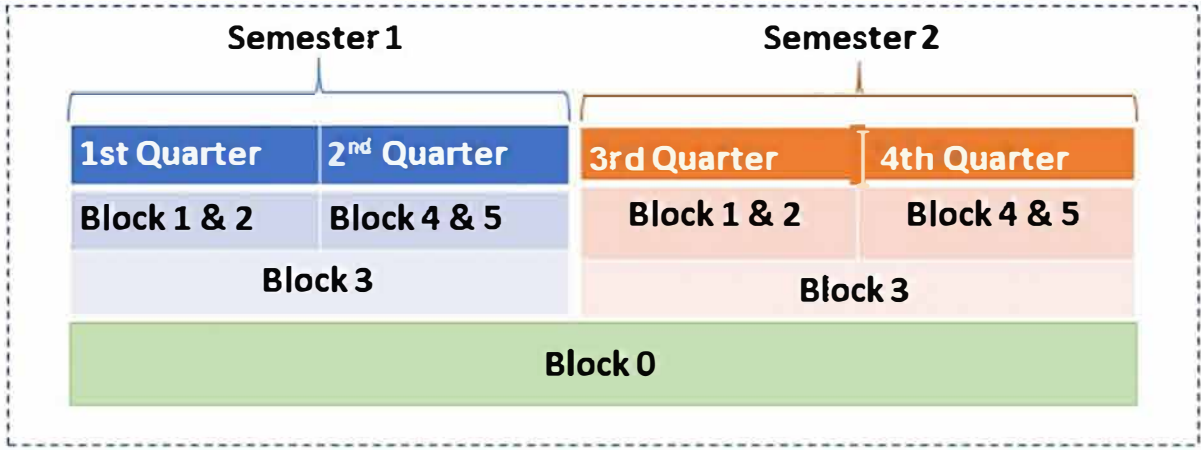 Semester 1 Semester 2
1st Quarter 2nd Quarter 3rd Quarter 4th Quarter
Block 1 & 2 Block 4 & 5 Block 1 & 2 Block 4 & 5
Block 3 Block 3
Block 0